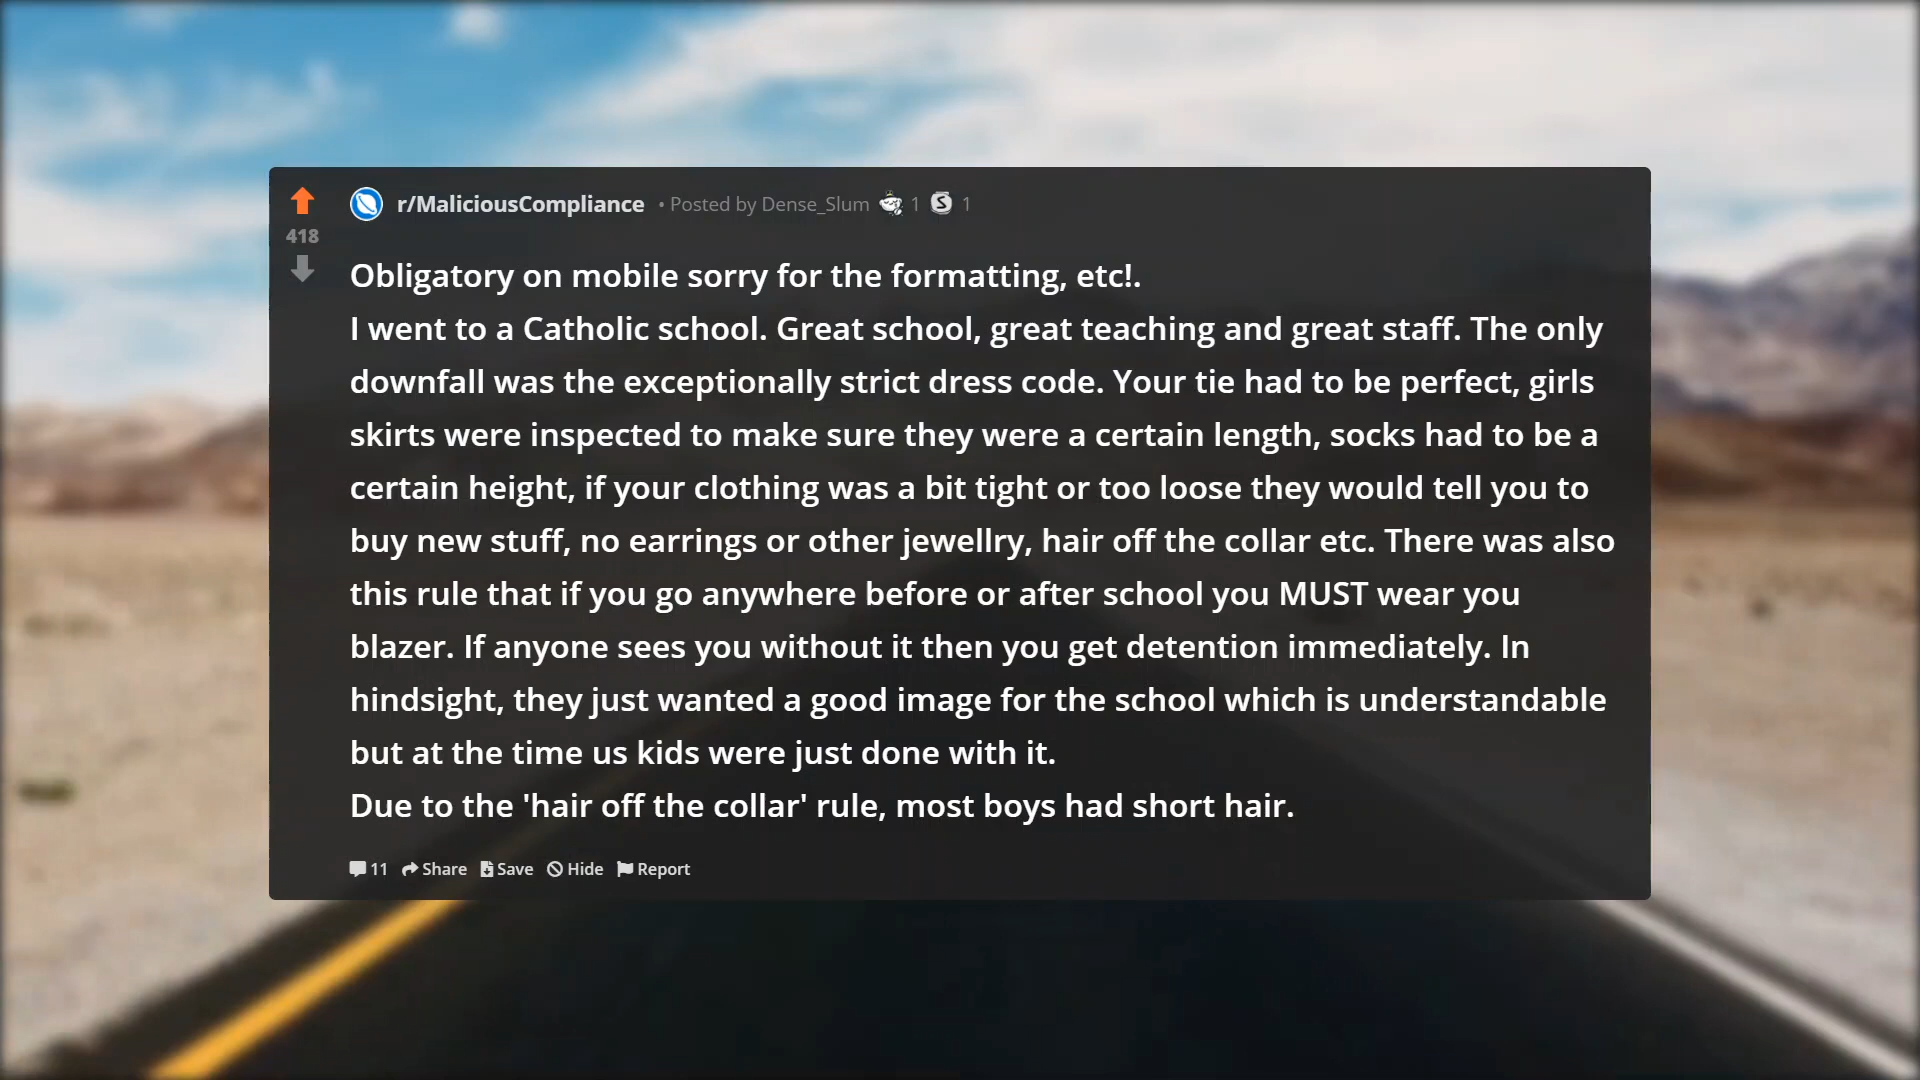 r/MaliciousCompliance • Posted by Dense_Slum 1 S 1
418
Obligatory on mobile sorry for the formatting, etc!.
I went to a Catholic school. Great school, great teaching and great staff. The only
downfall was the exceptionally strict dress code. Your tie had to be perfect, girls
skirts were inspected to make sure they were a certain length, socks had to be a
certain height, if your clothing was a bit tight or too loose they would tell you to
buy new stuff, no earrings or other jewellry, hair off the collar etc. There was also
this rule that if you go anywhere before or after school you MUST wear you
blazer. If anyone sees you without it then you get detention immediately. In
hindsight, they just wanted a good image for the school which is understandable
but at the time us kids were just done with it.
Due to the 'hair off the collar' rule, most boys had short hair.
11 Share Save Hide Report